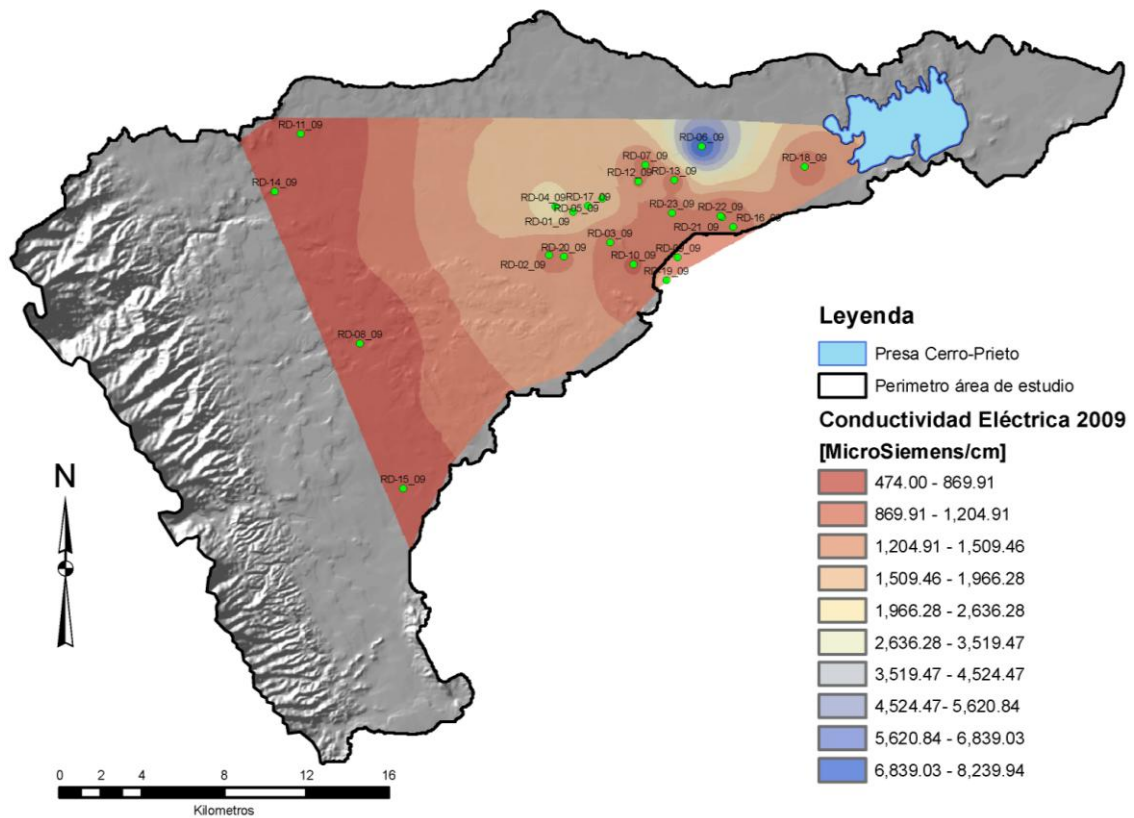 RD-11_09
RD-06_09
RD-07_09
RD-18_09
RD-12_09
RD-13_09
RD-14_09
RD-04_09
RD-17_09
RD-05_09
RD-01_09
RD-23_09
RD-22_09
RD-16_09
RD-21_09
RD-03_09
RD-20_09
RD-02_09
RD-10_09
RD-09_09
RD-19_09
RD-08_09
RD-15_09
N
0 2 4 8 12 16
Kilometros
Leyenda
Presa Cerro-Prieto
Perimetro área de estudio
Conductividad Eléctrica 2009
[MicroSiemens/cm]
474.00 - 869.91
869.91 - 1,204.91
1,204.91 - 1,509.46
1,509.46 - 1,966.28
1,966.28 - 2,636.28
2,636.28 - 3,519.47
3,519.47 - 4,524.47
4,524.47 - 5,620.84
5,620.84 - 6,839.03
6,839.03 - 8,239.94